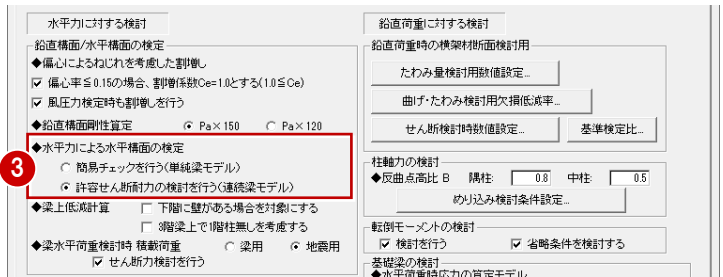 水平力に対する検討
鉛直構面/水平構面の検定
◆偏心によるねじれを考慮した割増し
偏心率≦0.15の場合、割増係数Ce=1.0とする(1.0≦Ce)
風圧力検定時も割増しを行う
◆鉛直構面剛性算定 Pa×150 Pa×120
◆水平力による水平構面の検定
簡易チェックを行う(単純梁モデル)
許容せん断耐力の検討を行う(連続梁モデル)
3
◆梁上低減計算 下階に壁がある場合を対象にする
3階梁上で1階柱無しを考慮する
◆梁水平荷重検討時 積載荷重 梁用 地震用
せん断力検討を行う
鉛直荷重に対する検討
鉛直荷重時の横架材断面検討用
たわみ量検討用数値設定...
曲げ・たわみ検討用欠損低減率...
せん断検討時数値設定... 基準検定比...
柱軸力の検討
◆反曲点高比 B 隅柱: 0.8 中柱: 0.5
めり込み検討条件設定...
転倒モーメントの検討
検討を行う 省略条件を検討する
基礎梁の検討
◆水平荷重時応力の算定モデル